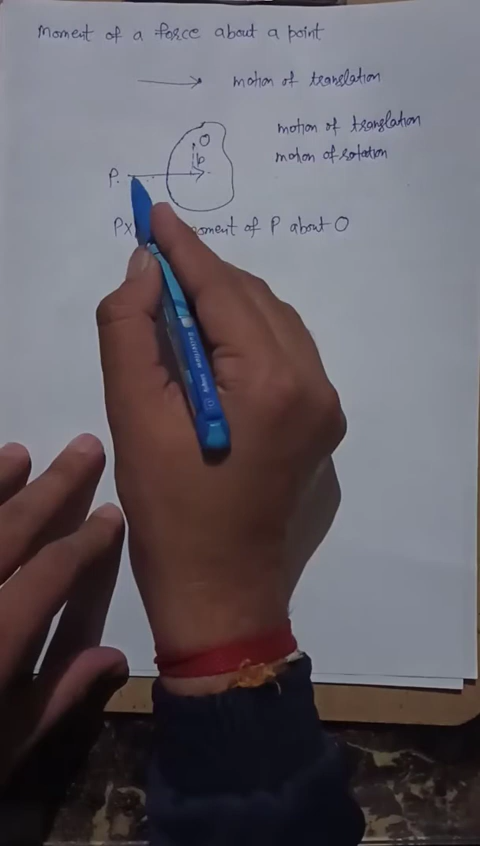 Moment of a force about a point
motion of translation
motion of translation
motion of rotation
O
p
P
Px moment of P about O